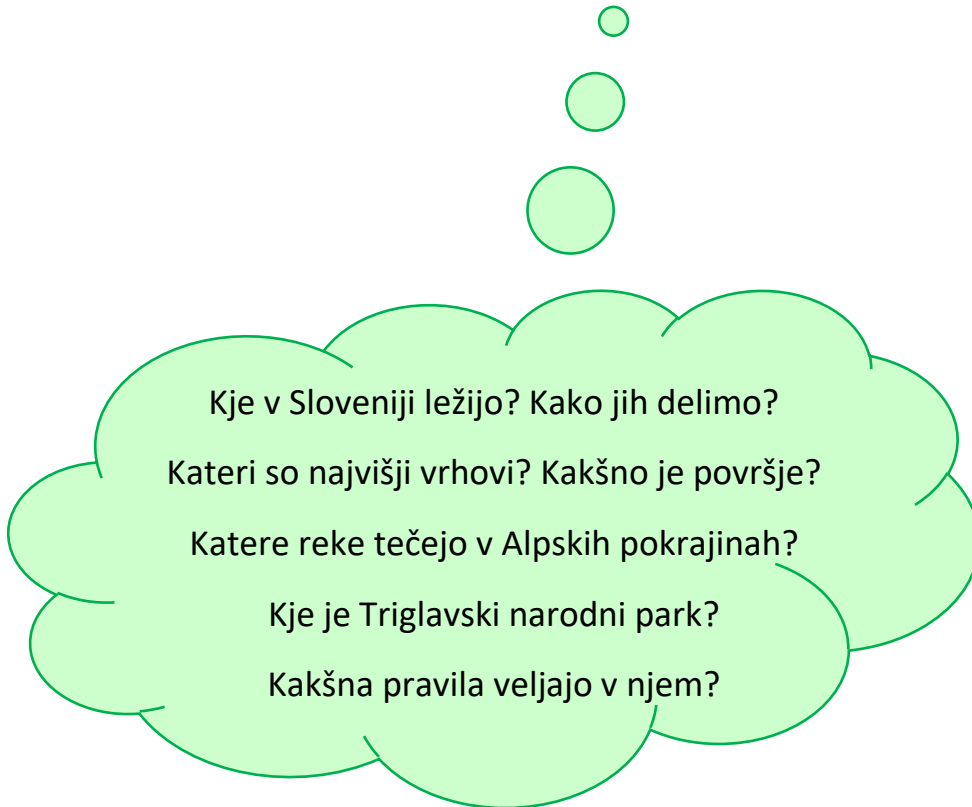 Kje v Sloveniji ležijo? Kako jih delimo?
Kateri so najvišji vrhovi? Kakšno je površje?
Katere reke tečejo v Alpskih pokrajinah?
Kje je Triglavski narodni park?
Kakšna pravila veljajo v njem?